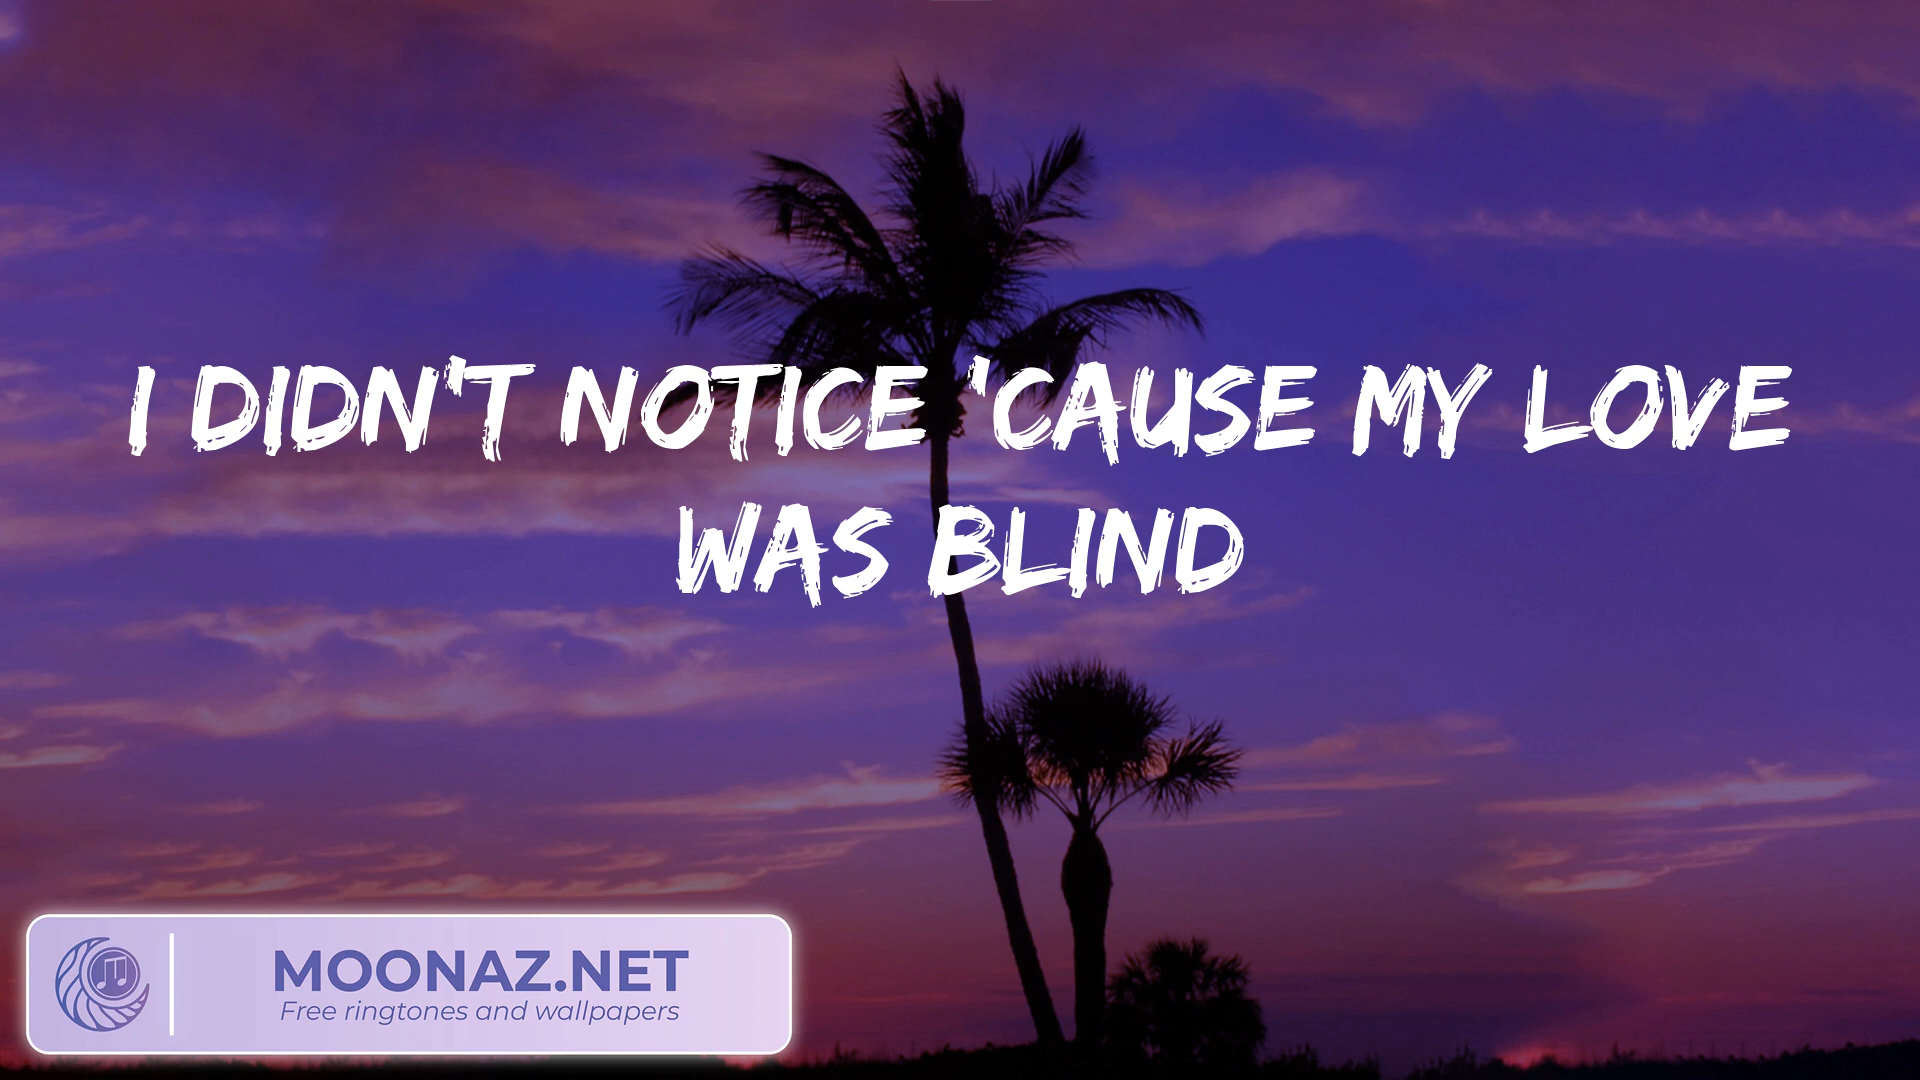 I DIDN'T NOTICE 'CAUSE MY LOVE
WAS BLIND
MOONAZ.NET
Free ringtones and wallpapers